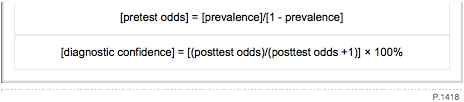 [pretest odds] = [prevalence]/[1 - prevalence]
[diagnostic confidence] = [(posttest odds)/(posttest odds +1)] × 100%
P.1418